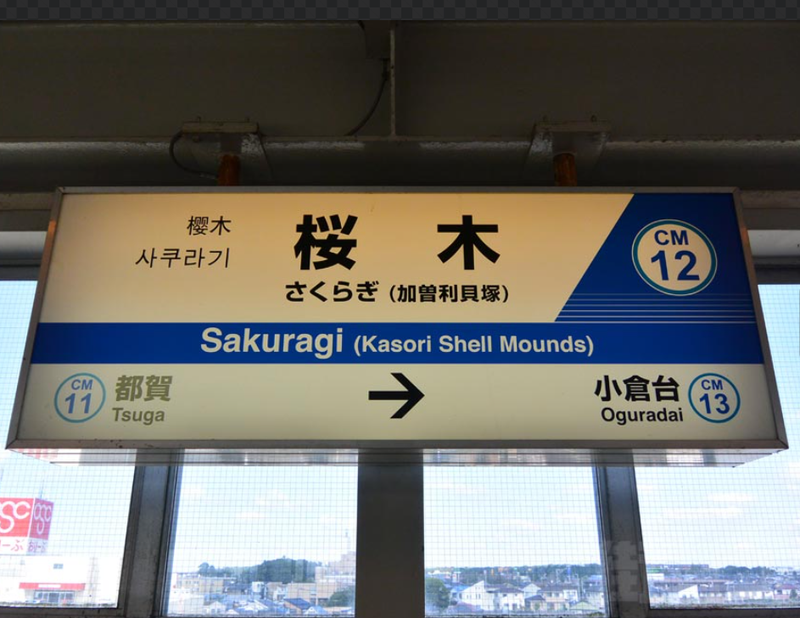 櫻木
사쿠라기
桜木
さくらぎ (加曽利貝塚)
CM
12
Sakuragi (Kasori Shell Mounds)
CM
11
都賀
Tsuga
→
小倉台
Oguradai
CM
13